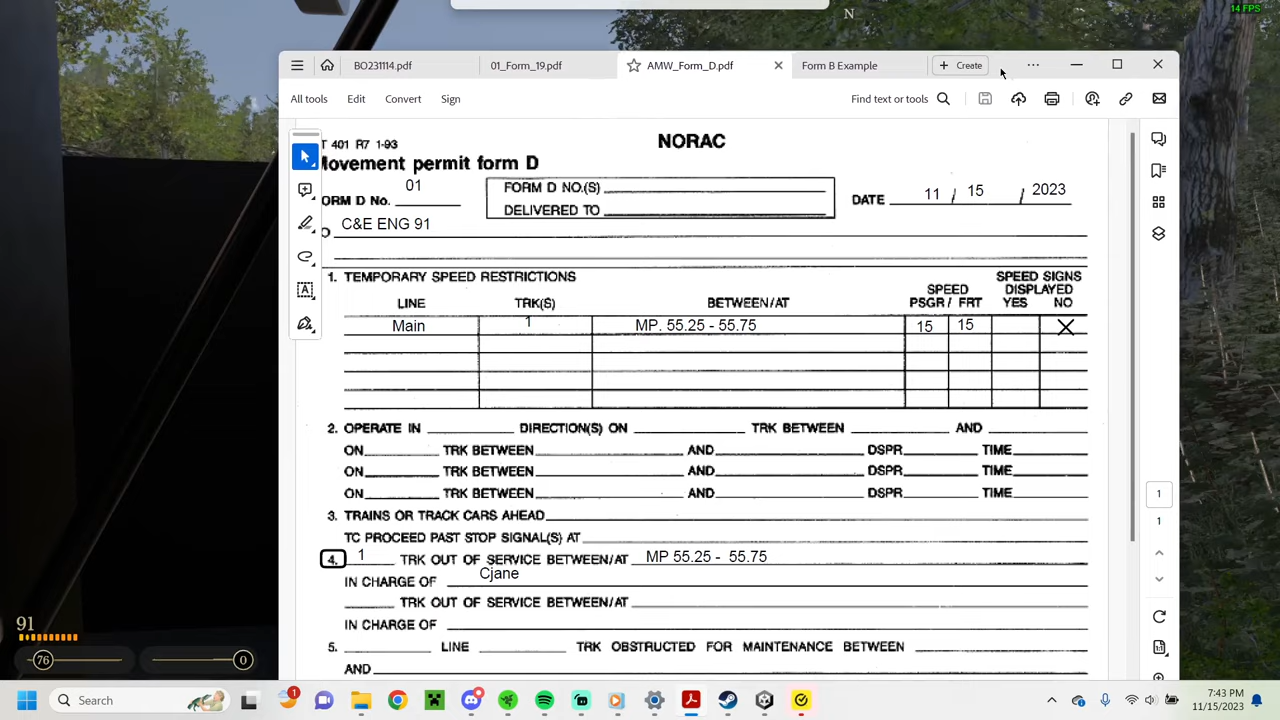 N
14 FPS
BO231114.pdf
01_Form_19.pdf
AMW_Form_D.pdf
Form B Example
Create
All tools Edit Convert Sign
Find text or tools
T 401 R7 1-93
NORAC
Movement permit form D
FORM D No. 01
FORM D NO.(S)
DELIVERED TO
DATE 11 / 15 / 2023
O C&E ENG 91
1. TEMPORARY SPEED RESTRICTIONS
SPEED SIGNS
SPEED DISPLAYED
LINE TRK(S) BETWEEN/AT PSGR / FRT YES NO
Main 1 MP. 55.25 - 55.75 15 15 X
2. OPERATE IN DIRECTION(S) ON TRK BETWEEN AND
ON TRK BETWEEN AND DSPR TIME
ON TRK BETWEEN AND DSPR TIME
ON TRK BETWEEN AND DSPR TIME
3. TRAINS OR TRACK CARS AHEAD
TC PROCEED PAST STOP SIGNAL(S) AT
4. 1 TRK OUT OF SERVICE BETWEEN/AT MP 55.25 - 55.75
IN CHARGE OF Cjane
TRK OUT OF SERVICE BETWEEN/AT
IN CHARGE OF
5. LINE TRK OBSTRUCTED FOR MAINTENANCE BETWEEN
AND
1
1
91
76
0
Search
1
7:43 PM
11/15/2023